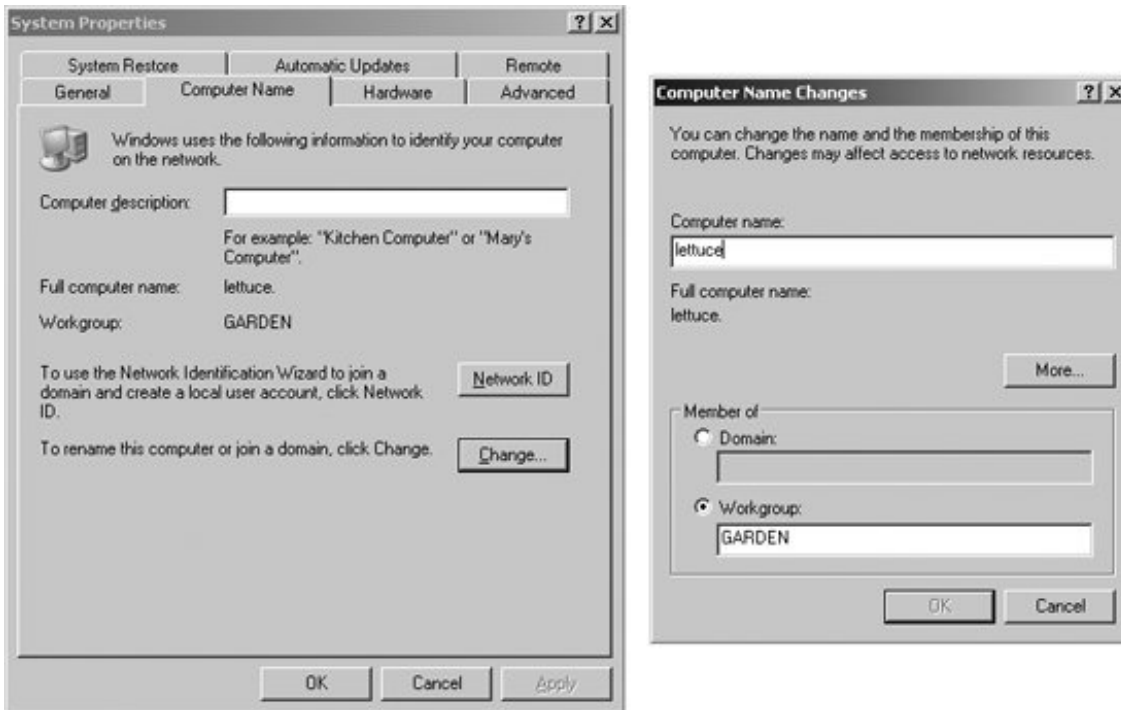 System Properties
System Restore
Automatic Updates
Remote
General
Computer Name
Hardware
Advanced
Windows uses the following information to identify your computer
on the network.
Computer description:
For example: "Kitchen Computer" or "Mary's
Computer".
Full computer name:
lettuce.
Workgroup:
GARDEN
To use the Network Identification Wizard to join a
domain and create a local user account, click Network
ID.
Network ID
To rename this computer or join a domain, click Change.
Change...
OK
Cancel
Apply
Computer Name Changes
You can change the name and the membership of this
computer. Changes may affect access to network resources.
Computer name:
lettuce
Full computer name:
lettuce.
More...
Member of
Domain:
Workgroup:
GARDEN
OK
Cancel